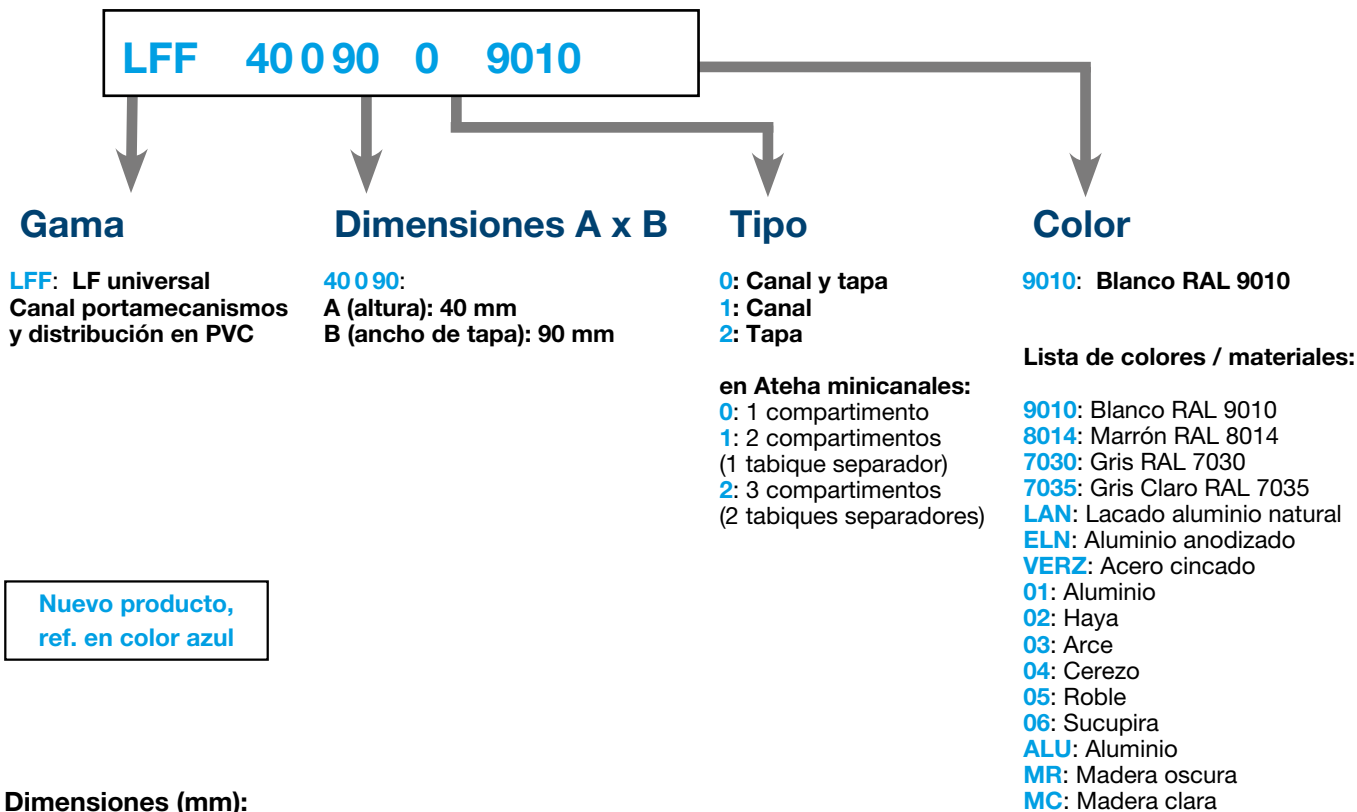 LFF 40 0 90 0 9010
Gama
LFF: LF universal
Canal portamecanismos
y distribución en PVC
Dimensiones A x B
40 0 90:
A (altura): 40 mm
B (ancho de tapa): 90 mm
Tipo
0: Canal y tapa
1: Canal
2: Tapa
en Ateha minicanales:
0: 1 compartimento
1: 2 compartimentos
(1 tabique separador)
2: 3 compartimentos
(2 tabiques separadores)
Color
9010: Blanco RAL 9010
Lista de colores / materiales:
9010: Blanco RAL 9010
8014: Marrón RAL 8014
7030: Gris RAL 7030
7035: Gris Claro RAL 7035
LAN: Lacado aluminio natural
ELN: Aluminio anodizado
VERZ: Acero cincado
01: Aluminio
02: Haya
03: Arce
04: Cerezo
05: Roble
06: Sucupira
ALU: Aluminio
MR: Madera oscura
MC: Madera clara
Nuevo producto,
ref. en color azul
Dimensiones (mm):